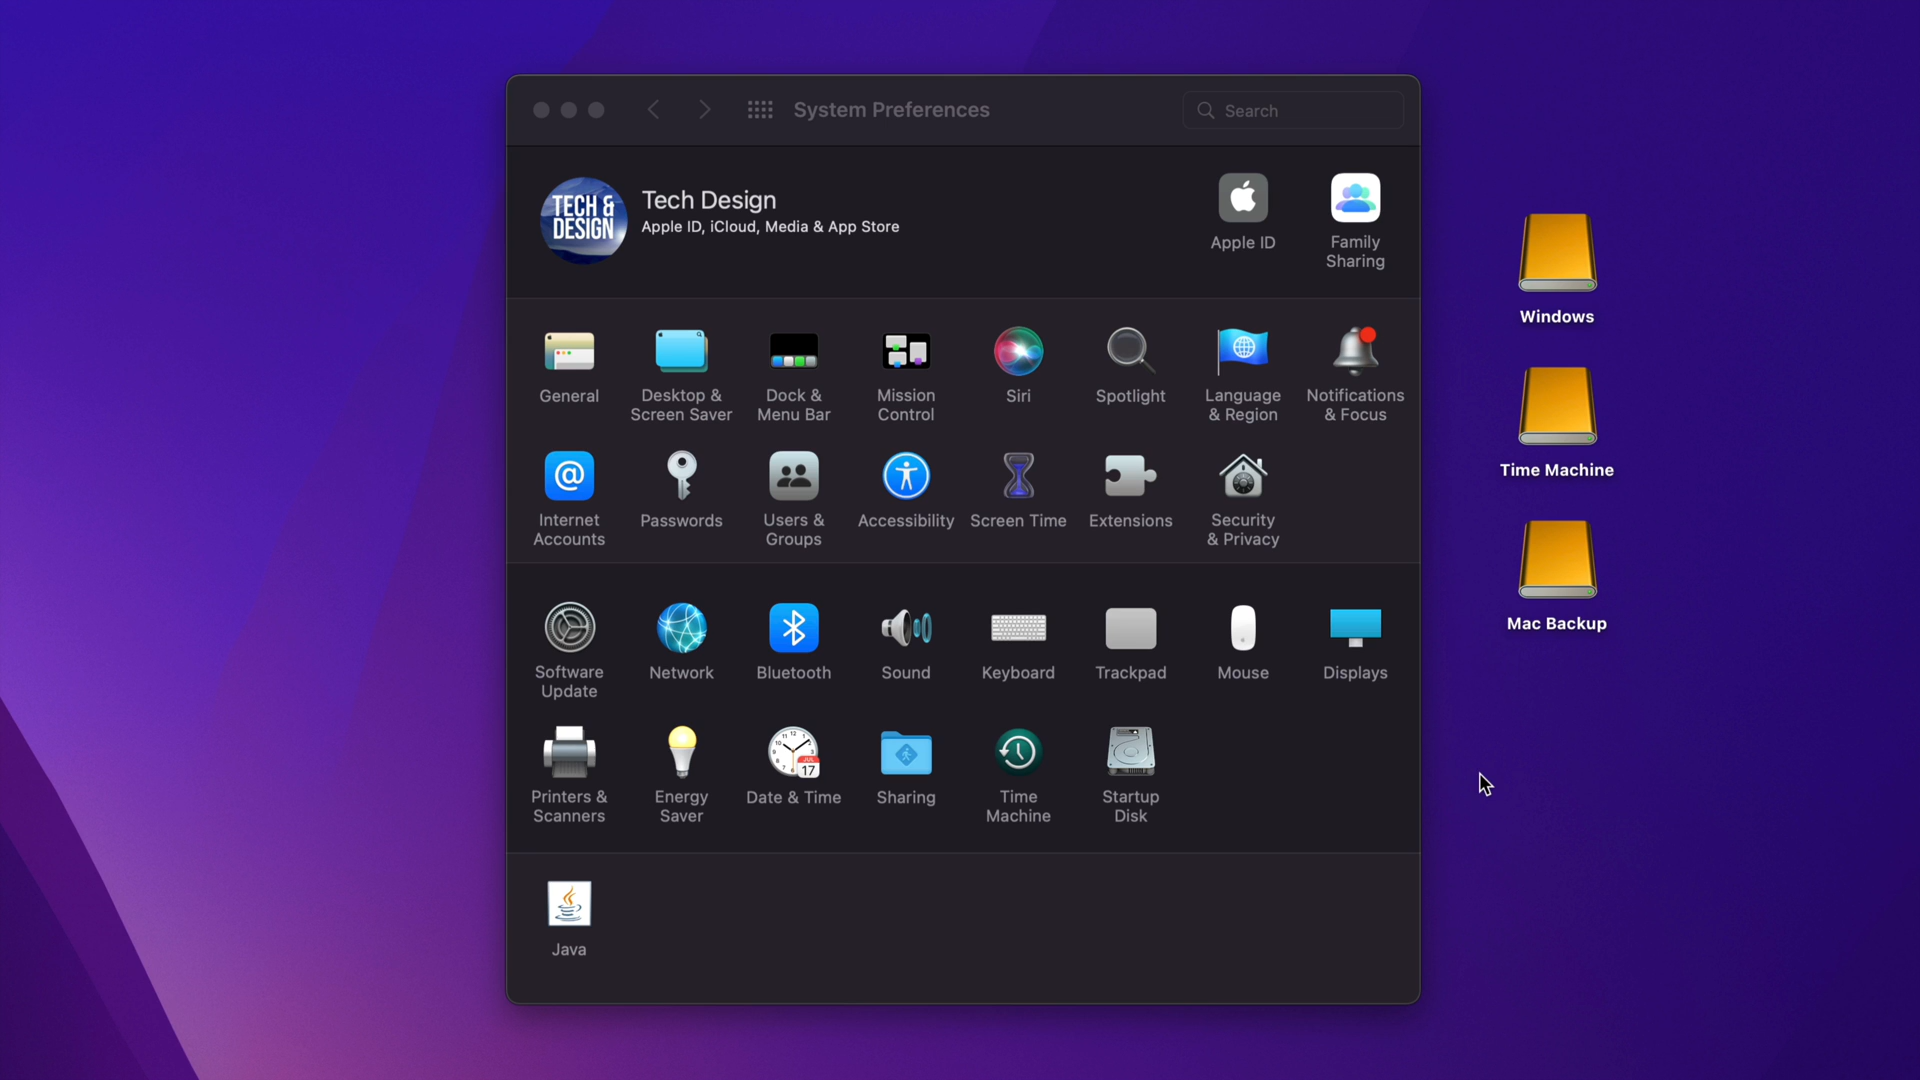 System Preferences
Search
TECH &
DESIGN
Tech Design
Apple ID, iCloud, Media & App Store
Apple ID
Family
Sharing
General
Desktop &
Screen Saver
Dock &
Menu Bar
Mission
Control
Siri
Spotlight
Language
& Region
Notifications
& Focus
Internet
Accounts
Passwords
Users &
Groups
Accessibility
Screen Time
Extensions
Security
& Privacy
Software
Update
Network
Bluetooth
Sound
Keyboard
Trackpad
Mouse
Displays
Printers &
Scanners
Energy
Saver
JUL
17
Date & Time
Sharing
Time
Machine
Startup
Disk
Java
Windows
Time Machine
Mac Backup